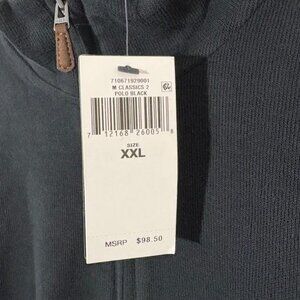 710671929001
M CLASSICS 2
POLO BLACK
7 12168 26005 8
SIZE
XXL
MSRP $98.50